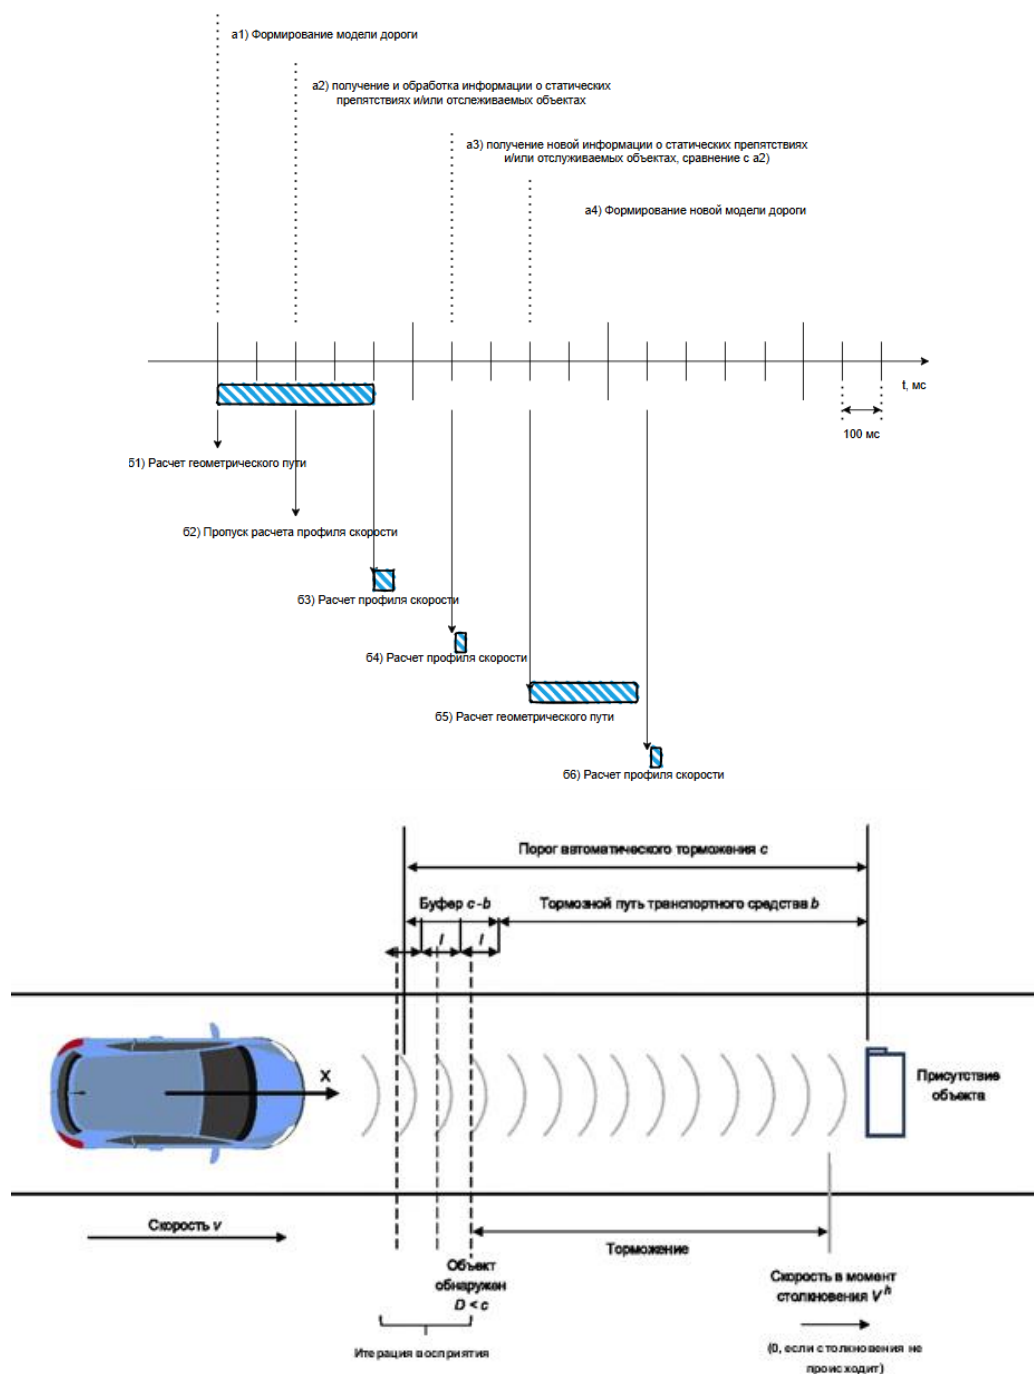 а1) Формирование модели дороги
а2) получение и обработка информации о статических
препятствиях и/или отслеживаемых объектах
а3) получение новой информации о статических препятствиях
и/или отслуживаемых объектах, сравнение с а2)
а4) Формирование новой модели дороги
t, мс
100 мс
б1) Расчет геометрического пути
б2) Пропуск расчета профиля скорости
б3) Расчет профиля скорости
б4) Расчет профиля скорости
б5) Расчет геометрического пути
б6) Расчет профиля скорости
Порог автоматического торможения c
Буфер c-b
Тормозной путь транспортного средства b
I
I
X
Присутствие
объекта
Скорость v
Торможение
Объект
обнаружен
D < c
Итерация восприятия
Скорость в момент
столкновения V^h
(0, если столкновения не
происходит)